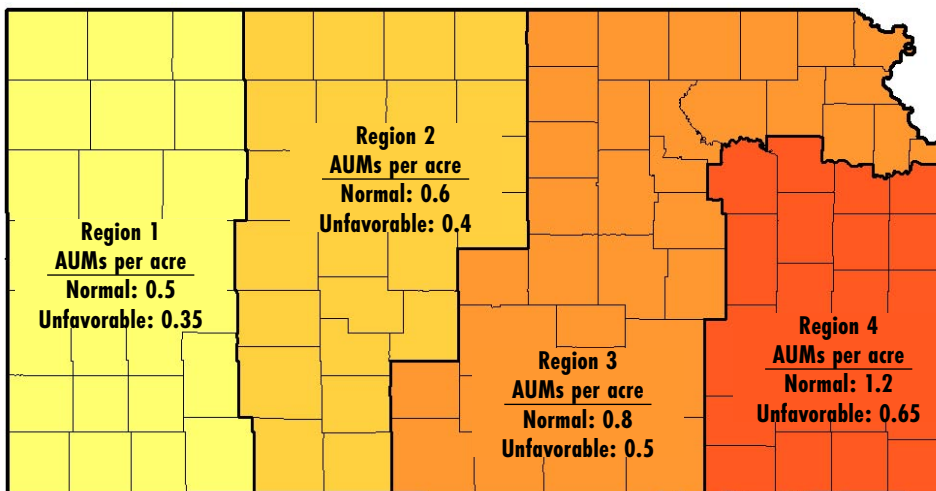 Region 1
AUMs per acre
Normal: 0.5
Unfavorable: 0.35
Region 2
AUMs per acre
Normal: 0.6
Unfavorable: 0.4
Region 3
AUMs per acre
Normal: 0.8
Unfavorable: 0.5
Region 4
AUMs per acre
Normal: 1.2
Unfavorable: 0.65